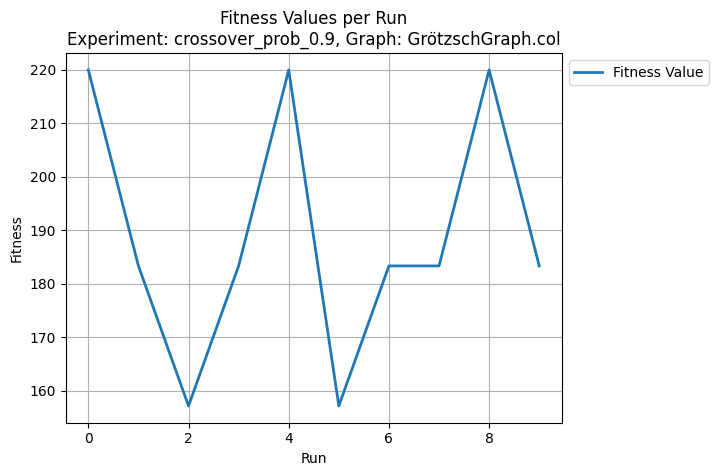 Fitness Values per Run
Experiment: crossover_prob_0.9, Graph: GrötzschGraph.col
Fitness Value
220
210
200
190
180
170
160
Fitness
0
2
4
6
8
Run